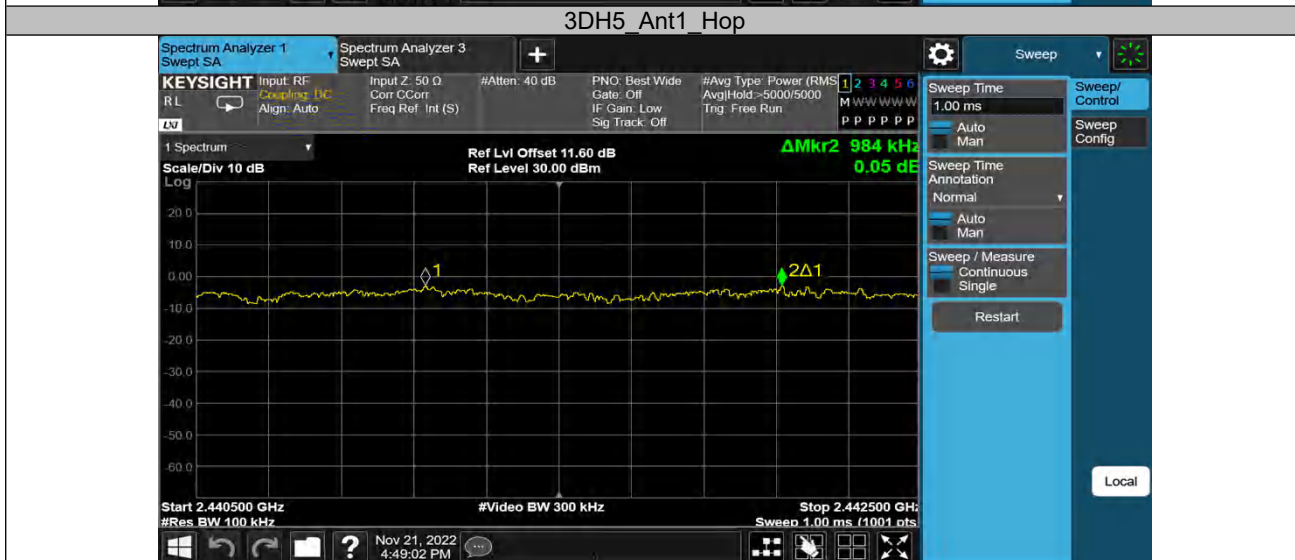 3DH5_Ant1_Hop
Spectrum Analyzer 1
Swept SA
Spectrum Analyzer 3
Swept SA
+
Sweep
KEYSIGHT
RL
LXI
Input: RF
Coupling: DC
Align: Auto
Input Z: 50 Ω
Corr CCorr
Freq Ref: Int (S)
#Atten: 40 dB
PNO: Best Wide
Gate: Off
IF Gain: Low
Sig Track: Off
#Avg Type: Power (RMS
Avg|Hold:>5000/5000
Trig: Free Run
1 2 3 4 5 6
M W W W W W
P P P P P P
1 Spectrum
Scale/Div 10 dB
Ref Lvl Offset 11.60 dB
Ref Level 30.00 dBm
ΔMkr2 984 kHz
0.05 dB
Log
20.0
10.0
0.00
-10.0
-20.0
-30.0
-40.0
-50.0
-60.0
1
2Δ1
Start 2.440500 GHz
#Res BW 100 kHz
#Video BW 300 kHz
Stop 2.442500 GHz
Sweep 1.00 ms (1001 pts
Sweep Time
1.00 ms
Auto
Man
Sweep Time
Annotation
Normal
Auto
Man
Sweep / Measure
Continuous
Single
Restart
Sweep/
Control
Sweep
Config
Local
?
Nov 21, 2022
4:49:02 PM